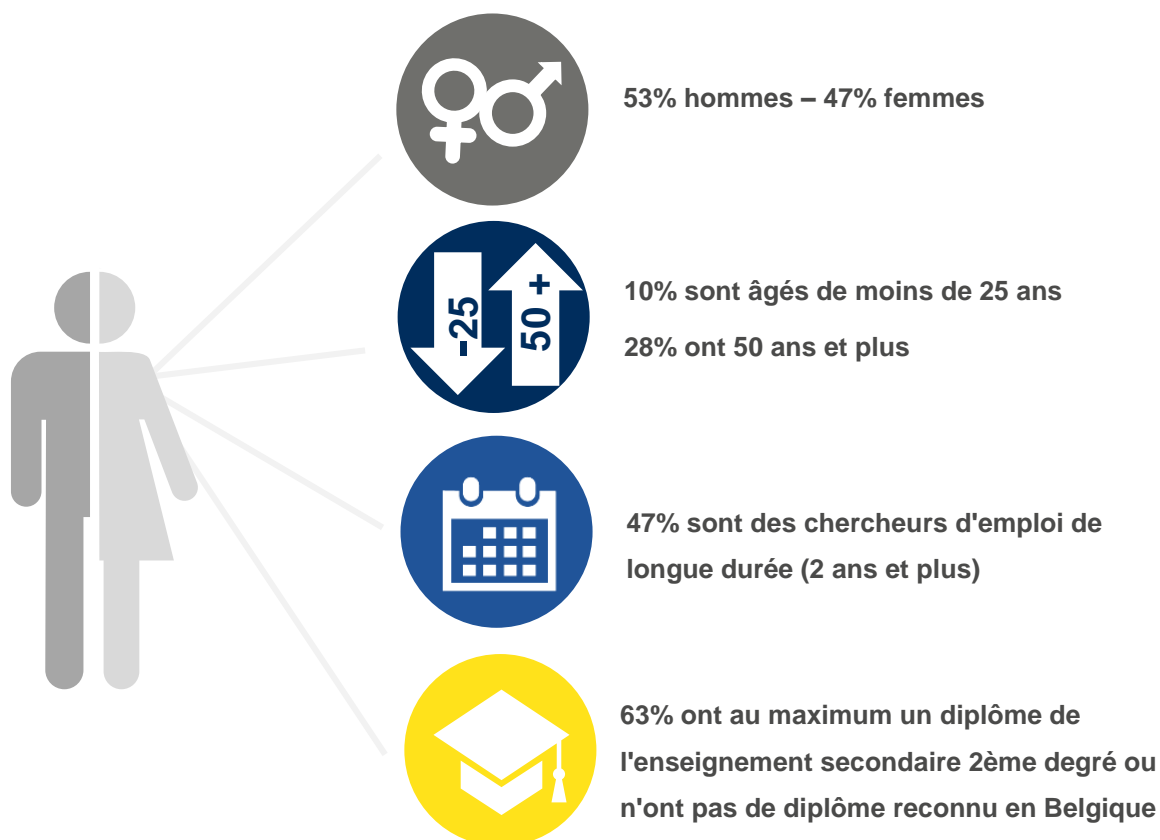 53% hommes – 47% femmes
-25
50 +
10% sont âgés de moins de 25 ans
28% ont 50 ans et plus
47% sont des chercheurs d'emploi de
longue durée (2 ans et plus)
63% ont au maximum un diplôme de
l'enseignement secondaire 2ème degré ou
n'ont pas de diplôme reconnu en Belgique